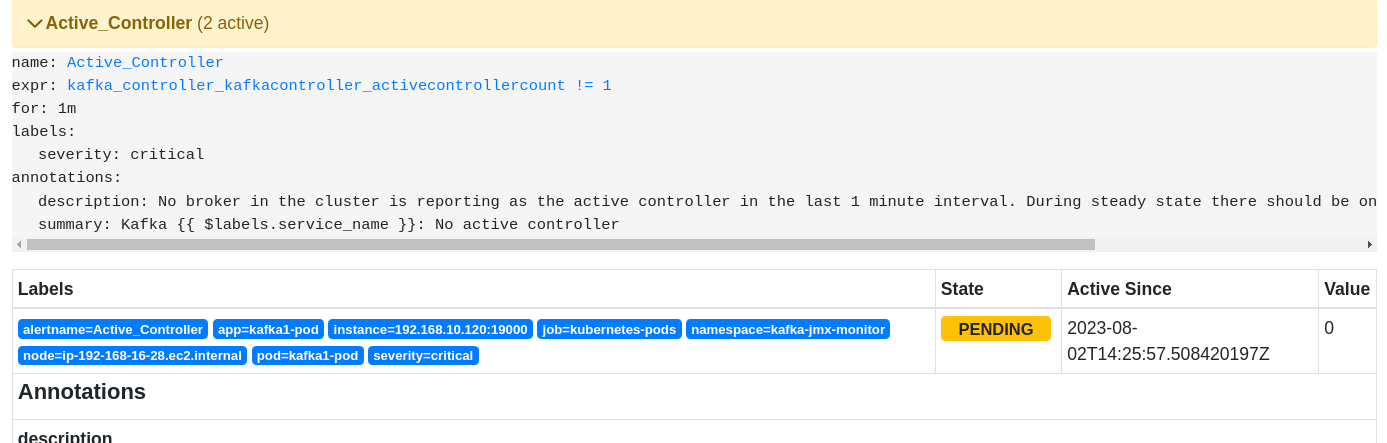 Active_Controller (2 active)
name: Active_Controller
expr: kafka_controller_kafkacontroller_activecontrollercount != 1
for: 1m
labels:
severity: critical
annotations:
description: No broker in the cluster is reporting as the active controller in the last 1 minute interval. During steady state there should be on
summary: Kafka {{ $labels.service_name }}: No active controller
Labels State Active Since Value
alertname=Active_Controller app=kafka1-pod instance=192.168.10.120:19000 job=kubernetes-pods namespace=kafka-jmx-monitor PENDING 2023-08- 0
node=ip-192-168-16-28.ec2.internal pod=kafka1-pod severity=critical 02T14:25:57.508420197Z
Annotations
description